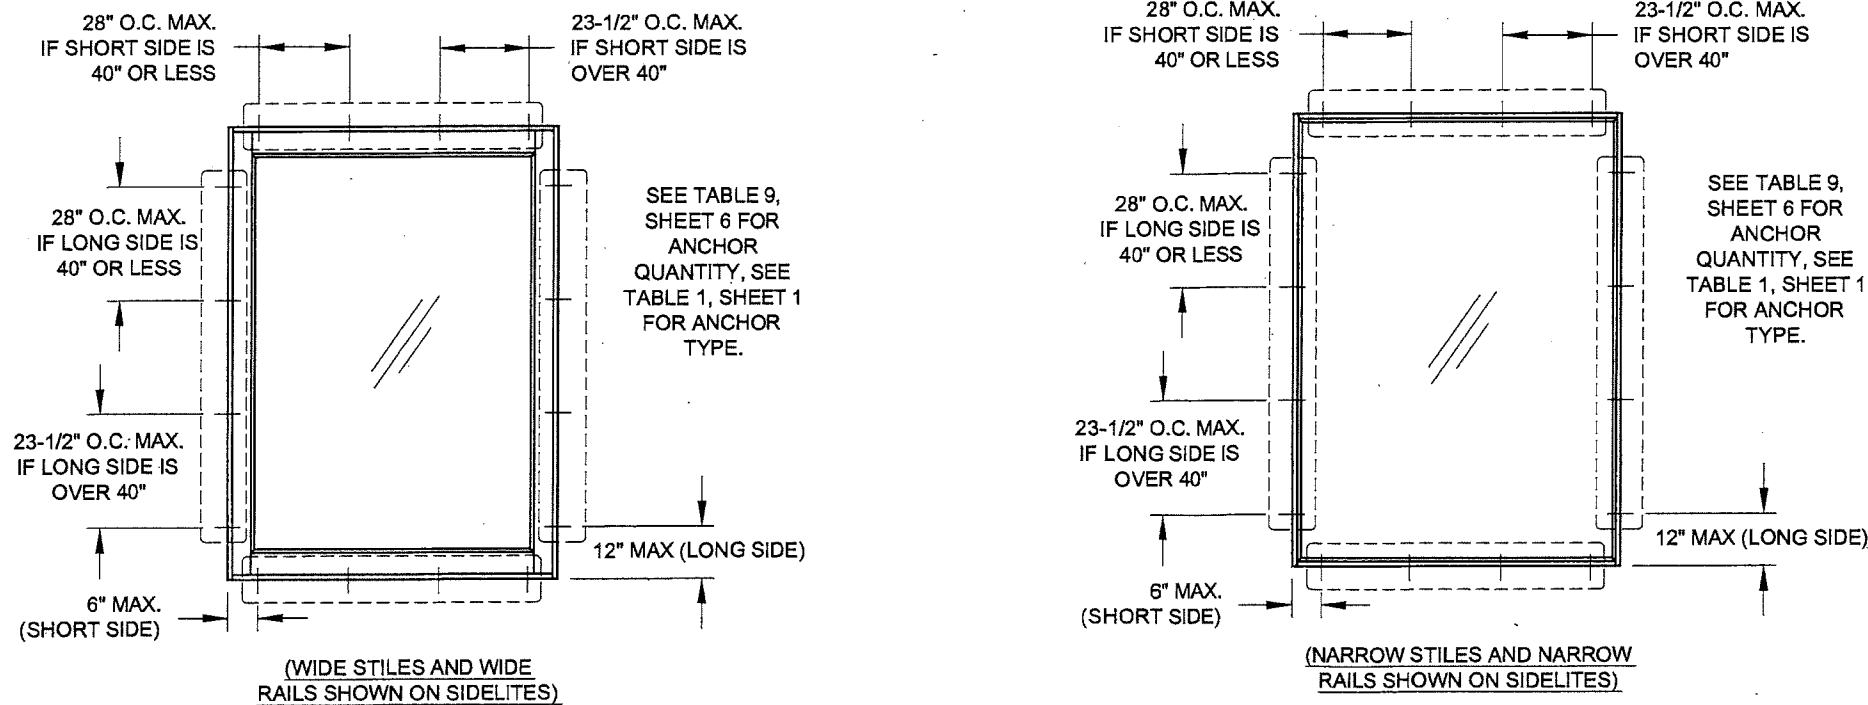 28" O.C. MAX.
IF SHORT SIDE IS
40" OR LESS
23-1/2" O.C. MAX.
IF SHORT SIDE IS
OVER 40"
28" O.C. MAX.
IF LONG SIDE IS
40" OR LESS
SEE TABLE 9,
SHEET 6 FOR
ANCHOR
QUANTITY, SEE
TABLE 1, SHEET 1
FOR ANCHOR
TYPE.
23-1/2" O.C. MAX.
IF LONG SIDE IS
OVER 40"
12" MAX (LONG SIDE)
6" MAX.
(SHORT SIDE)
(WIDE STILES AND WIDE
RAILS SHOWN ON SIDELITES)
28" O.C. MAX.
IF SHORT SIDE IS
40" OR LESS
23-1/2" O.C. MAX.
IF SHORT SIDE IS
OVER 40"
28" O.C. MAX.
IF LONG SIDE IS
40" OR LESS
SEE TABLE 9,
SHEET 6 FOR
ANCHOR
QUANTITY, SEE
TABLE 1, SHEET 1
FOR ANCHOR
TYPE.
23-1/2" O.C. MAX.
IF LONG SIDE IS
OVER 40"
12" MAX (LONG SIDE)
6" MAX.
(SHORT SIDE)
(NARROW STILES AND NARROW
RAILS SHOWN ON SIDELITES)